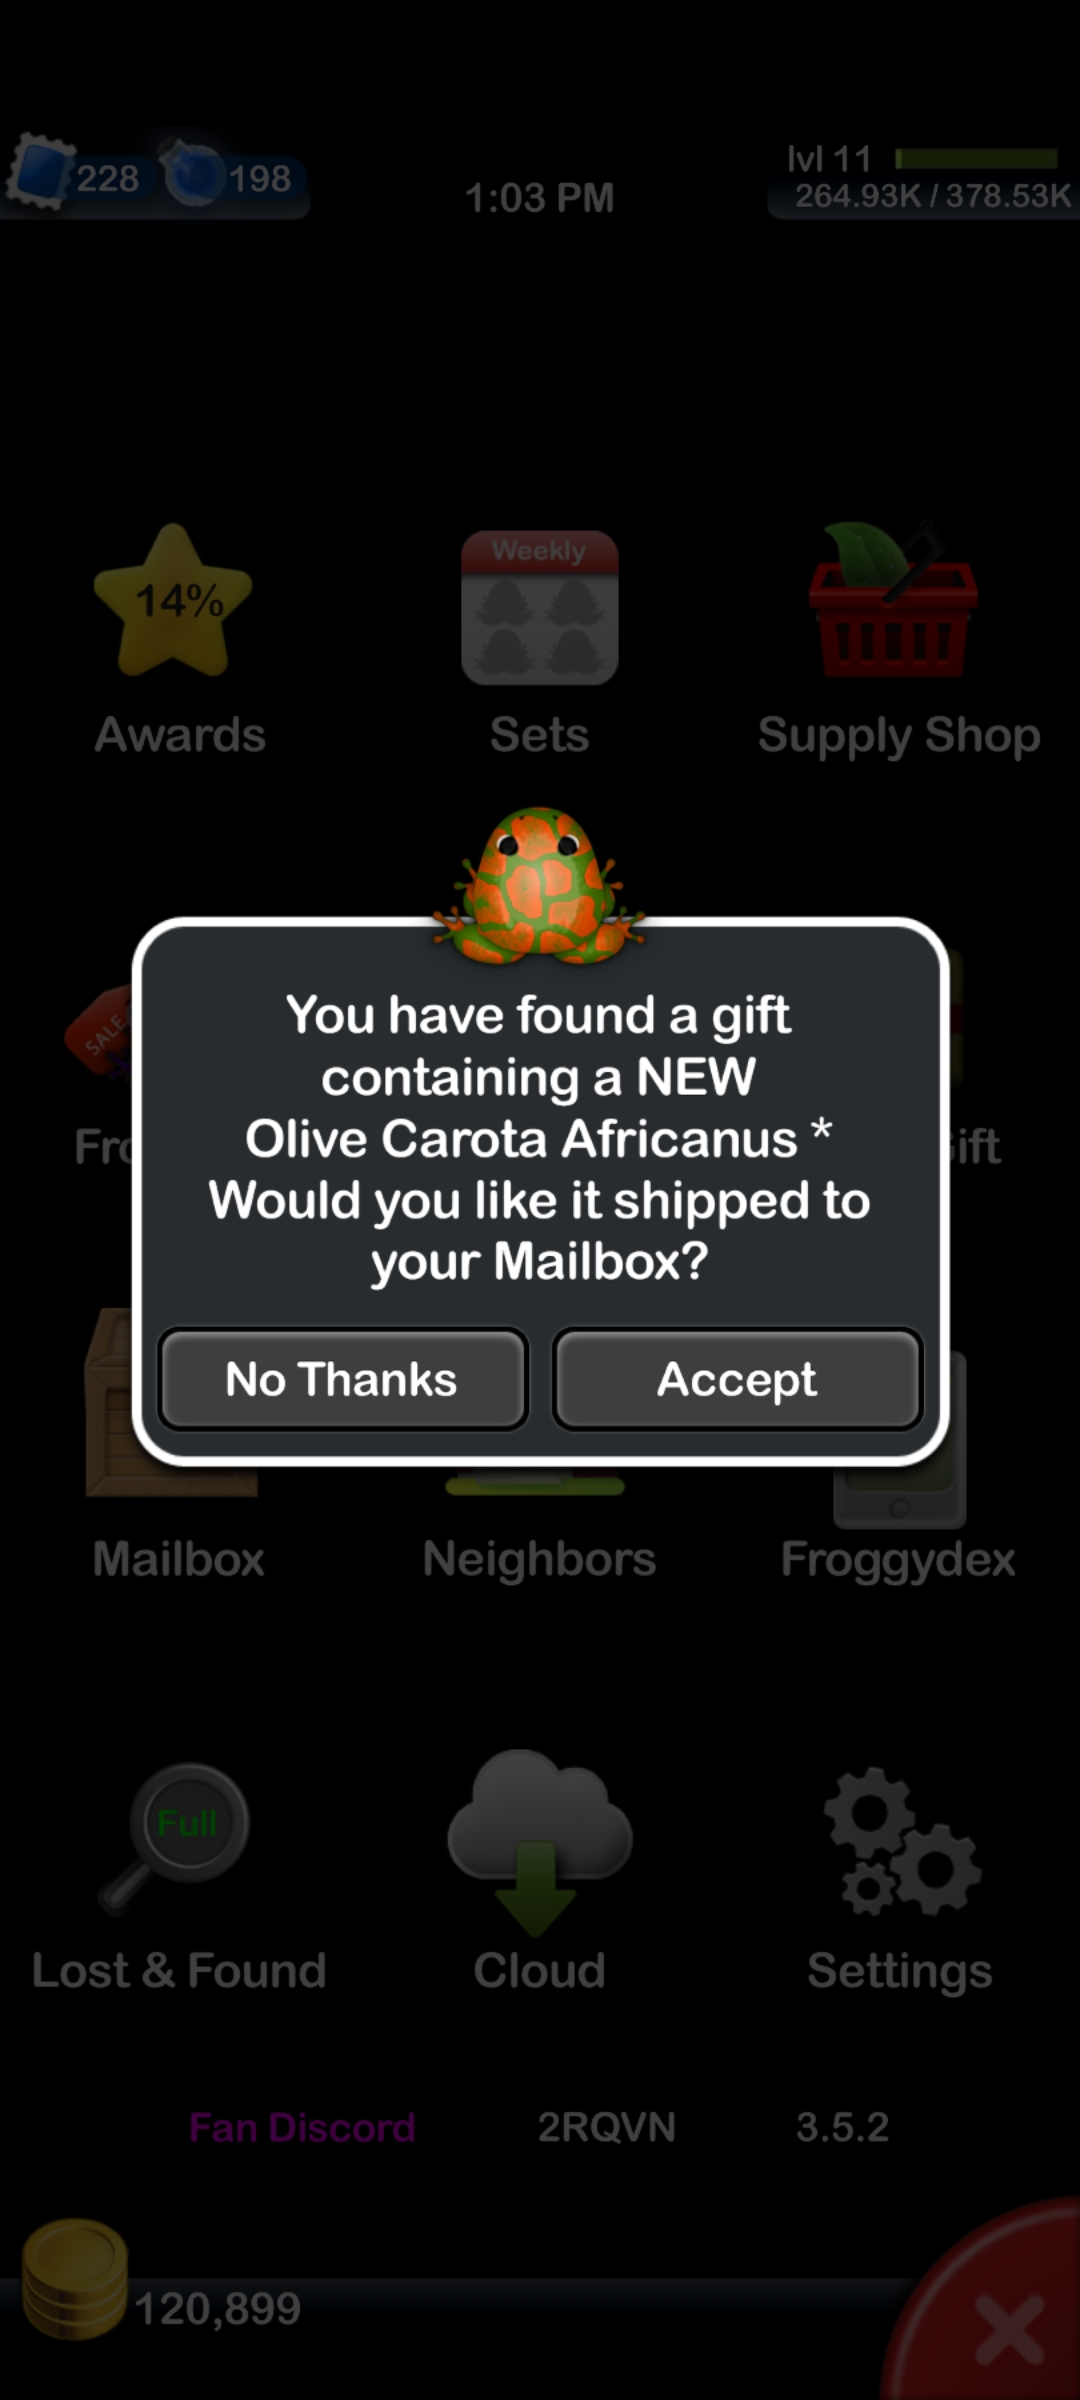 228
198
1:03 PM
lvl 11
264.93K / 378.53K
14%
Weekly
Awards
Sets
Supply Shop
SALE
You have found a gift
containing a NEW
Olive Carota Africanus *
Would you like it shipped to
your Mailbox?
No Thanks
Accept
Mailbox
Neighbors
Froggydex
Full
Lost & Found
Cloud
Settings
Fan Discord
2RQVN
3.5.2
120,899